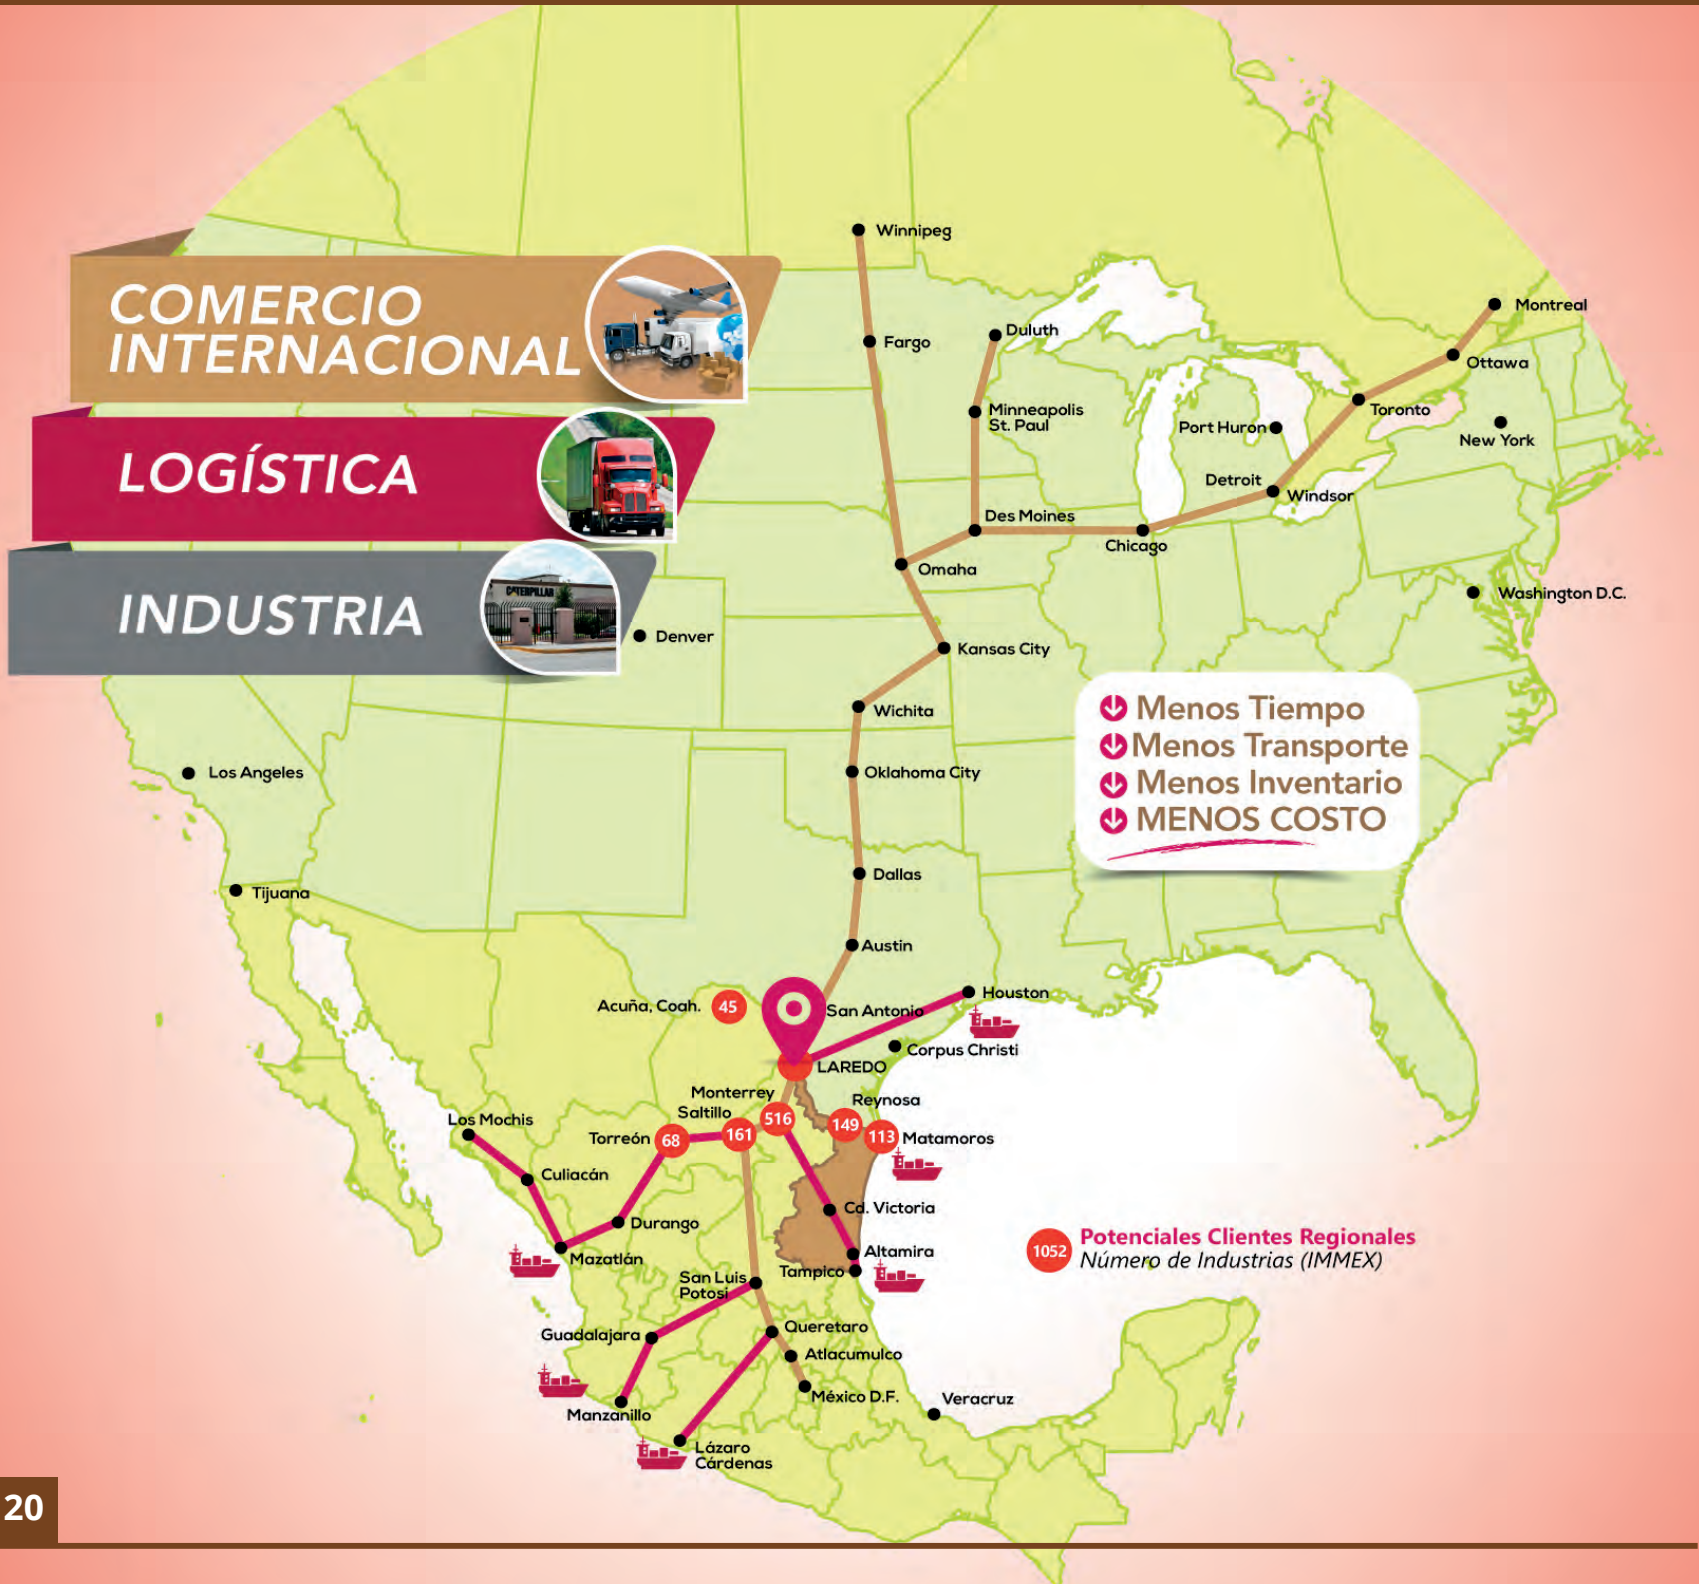 COMERCIO
INTERNACIONAL
LOGÍSTICA
INDUSTRIA
CATERPILLAR
Winnipeg
Fargo
Duluth
Minneapolis
St. Paul
Montreal
Ottawa
Toronto
Port Huron
New York
Detroit
Windsor
Des Moines
Chicago
Omaha
Washington D.C.
Denver
Kansas City
Wichita
Menos Tiempo
Menos Transporte
Menos Inventario
MENOS COSTO
Los Angeles
Oklahoma City
Dallas
Tijuana
Austin
Houston
Acuña, Coah.
45
San Antonio
Corpus Christi
LAREDO
Monterrey
516
Reynosa
149
Saltillo
161
Los Mochis
Torreón
68
113
Matamoros
Culiacán
Durango
Cd. Victoria
Mazatlán
Altamira
Tampico
San Luis
Potosi
1052
Potenciales Clientes Regionales
Número de Industrias (IMMEX)
Guadalajara
Queretaro
Atlacumulco
México D.F.
Manzanillo
Veracruz
Lázaro
Cárdenas
20